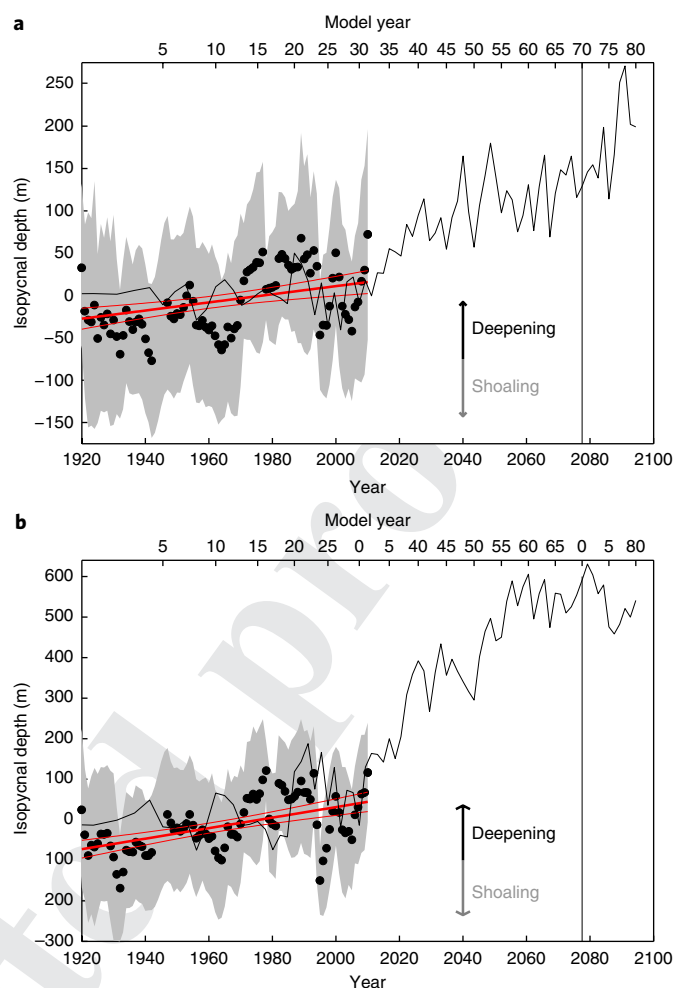 a
Model year
5 10 15 20 25 30 35 40 45 50 55 60 65 70 75 80
250
200
150
100
50
0
−50
−100
−150
Isopycnal depth (m)
Deepening
Shoaling
1920 1940 1960 1980 2000 2020 2040 2060 2080 2100
Year
b
Model year
5 10 15 20 25 0 5 40 45 50 55 60 65 0 5 80
600
500
400
300
200
100
0
100
200
−300
Isopycnal depth (m)
Deepening
Shoaling
1920 1940 1960 1980 2000 2020 2040 2060 2080 2100
Year